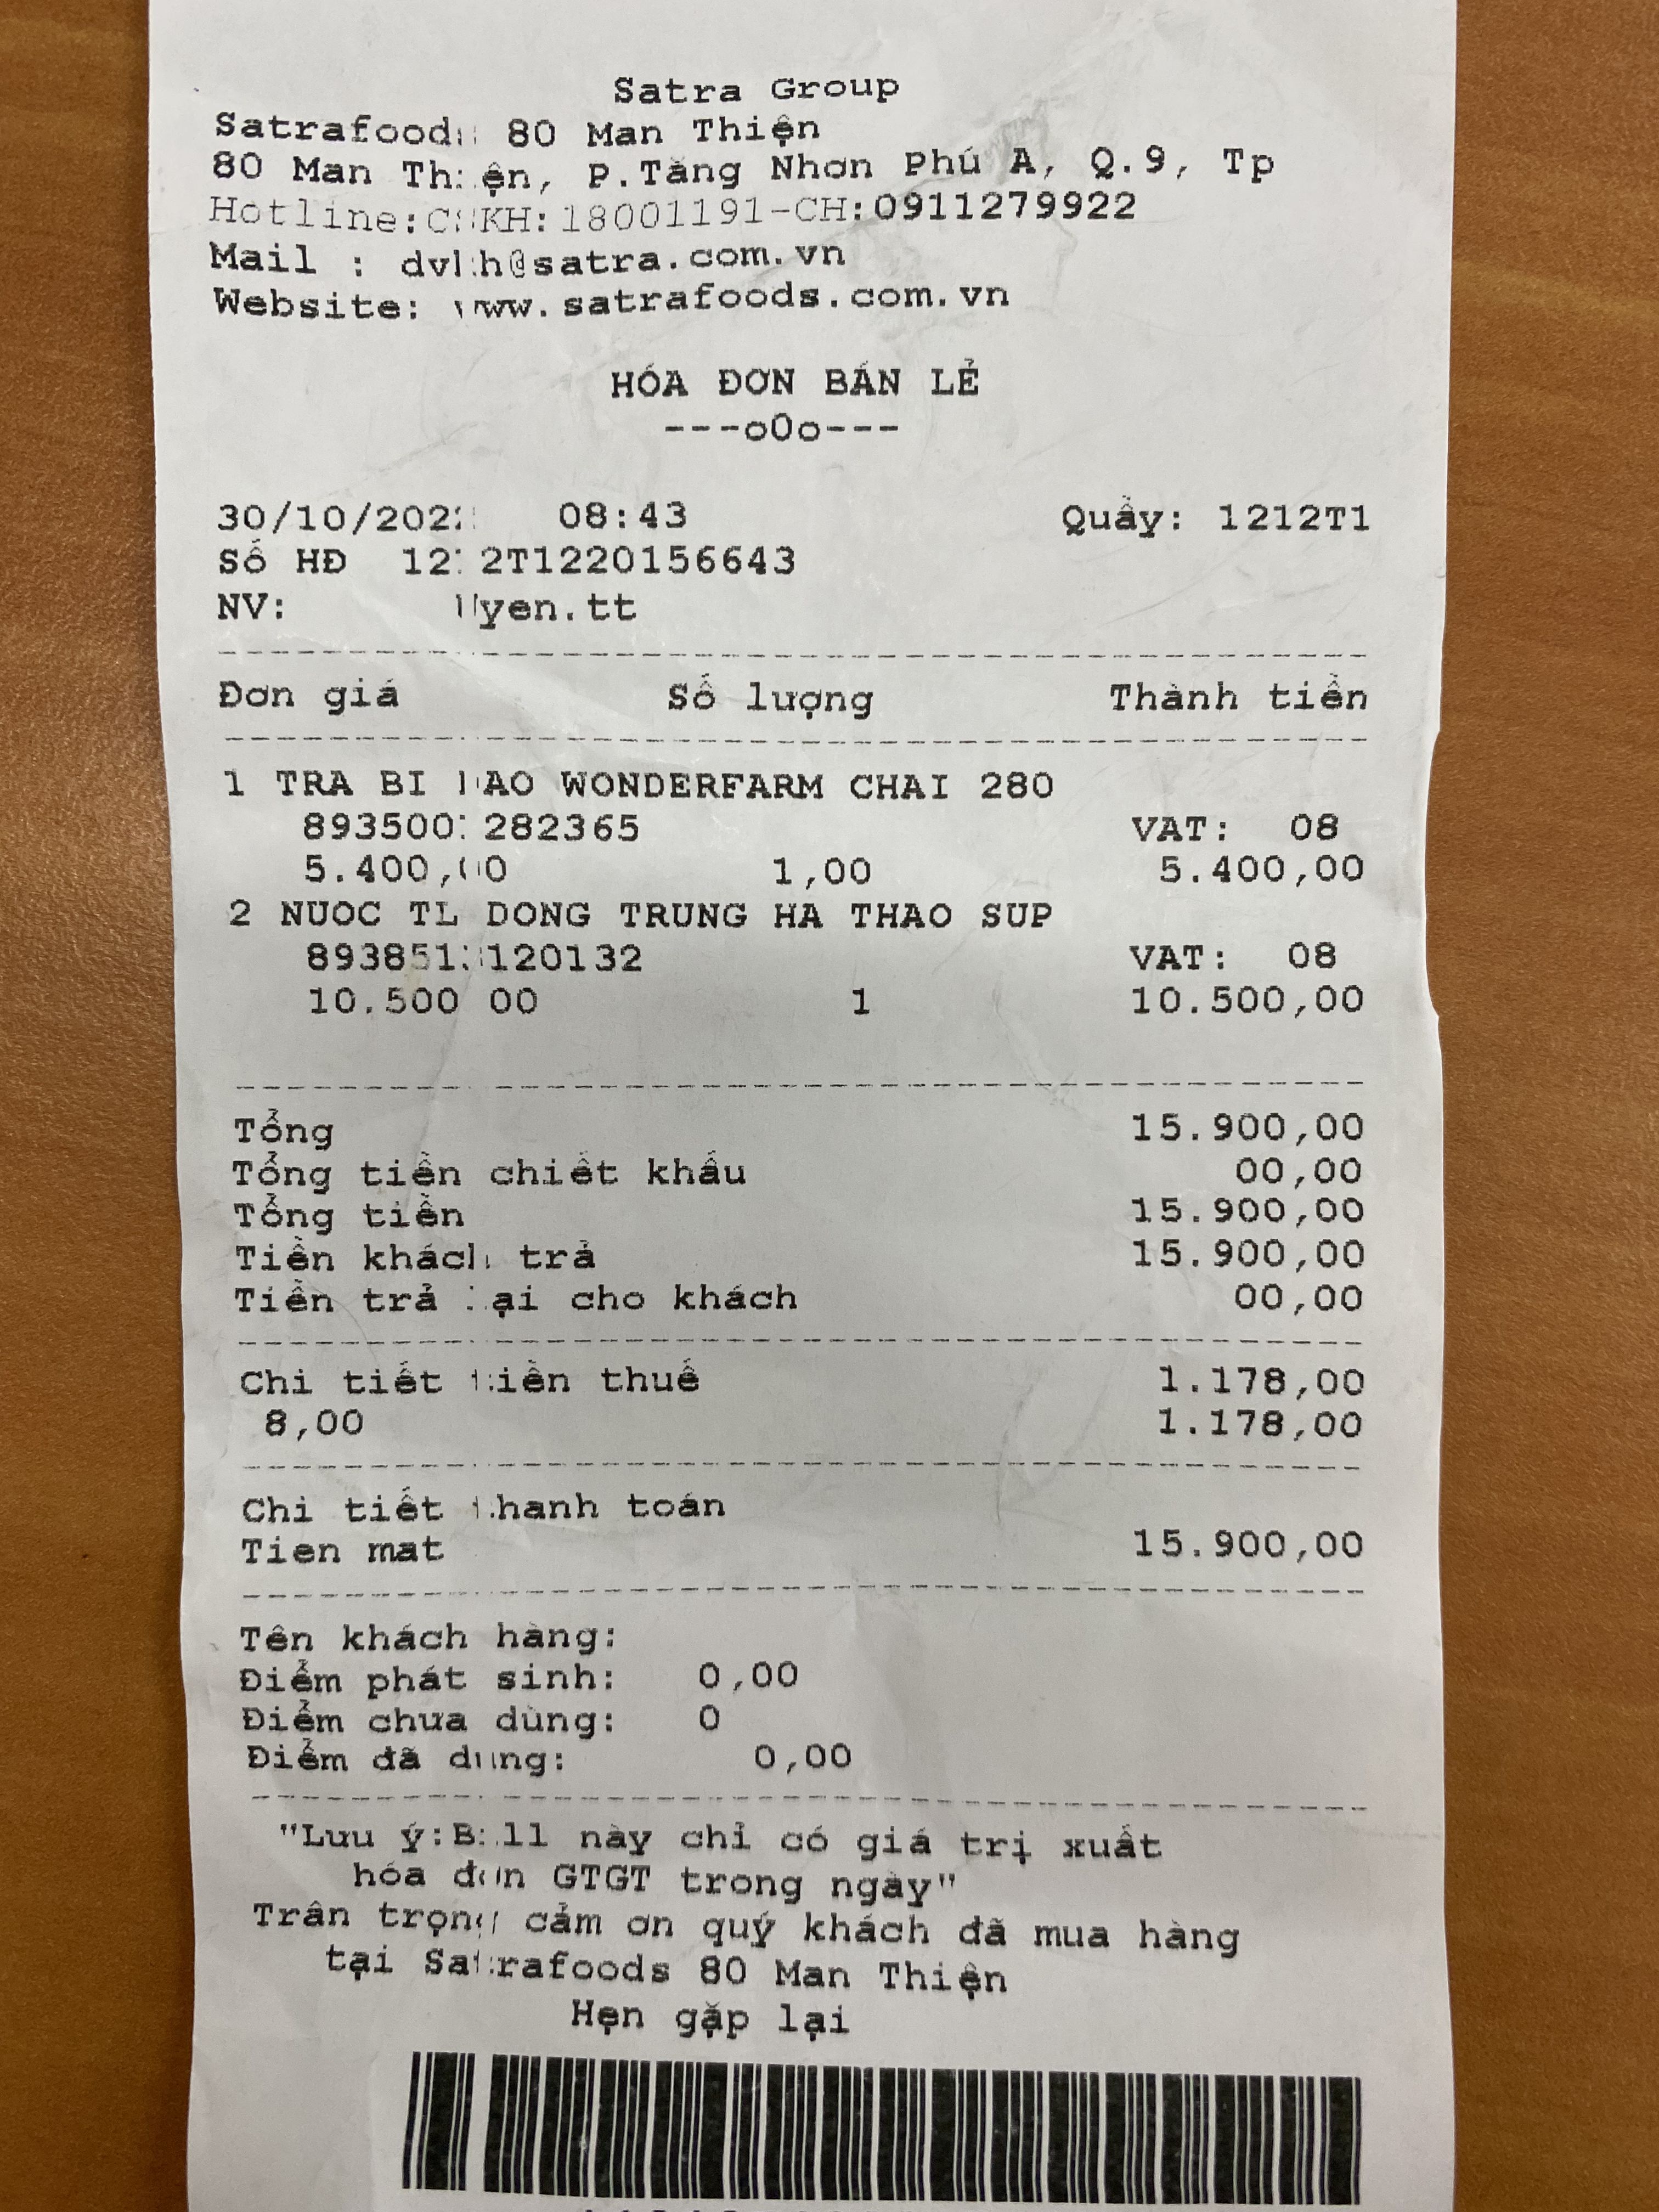 Satra Group
Satrafoods 80 Man Thiện
80 Man Thiện, P.Tăng Nhơn Phú A, Q.9, Tp
Hotline:CSKH:18001191-CH:0911279922
Mail : dvkh@satra.com.vn
Website: www.satrafoods.com.vn
HÓA ĐƠN BÁN LẺ
---o0o---
30/10/2022 08:43 Quầy: 1212T1
Số HĐ 1212T1220156643
NV:
Đơn giá Số lượng Thành tiền
1 TRA BI DAO WONDERFARM CHAI 280
8935001282365 VAT: 08
5.400,00 1,00 5.400,00
2 NUOC TL DONG TRUNG HA THAO SUP
VAT: 08
10.500 00 1 10.500,00
Tổng 15.900,00
Tổng tiền chiết khấu 00,00
Tổng tiền 15.900,00
Tiền khách trả 15.900,00
Tiền trả lại cho khách 00,00
Chi tiết tiền thuế 1.178,00
8,00 1.178,00
Chi tiết thanh toán
Tien mat 15.900,00
Tên khách hàng:
Điểm phát sinh: 0,00
Điểm chưa dùng: 0
Điểm đã dùng: 0,00
"Lưu ý:Bill này chỉ có giá trị xuất
hóa đơn GTGT trong ngày"
Trân trọng cảm ơn quý khách đã mua hàng
tại Satrafoods 80 Man Thiện
Hẹn gặp lại